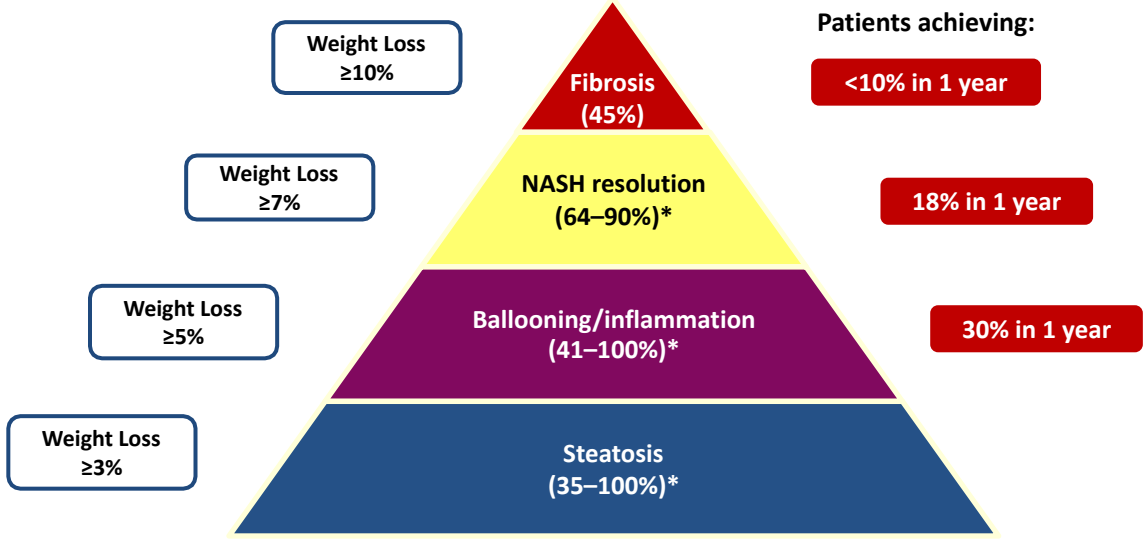 Patients achieving:
Weight Loss
≥10%
Fibrosis
(45%)
<10% in 1 year
Weight Loss
≥7%
NASH resolution
(64–90%)*
18% in 1 year
Weight Loss
≥5%
Ballooning/inflammation
(41–100%)*
30% in 1 year
Weight Loss
≥3%
Steatosis
(35–100%)*